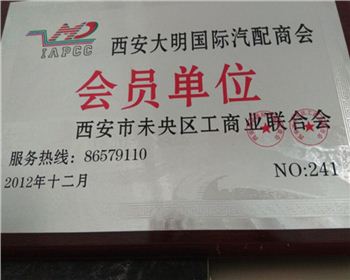 IAPCC
西安大明国际汽配商会
会员单位
西安市未央区工商业联合会
服务热线：86579110
2012年十二月
NO:241